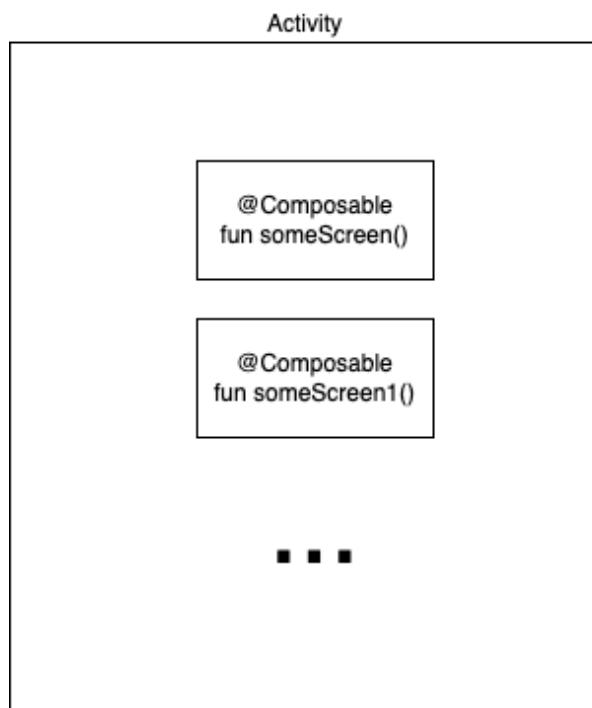 Activity
@Composable
fun someScreen()
@Composable
fun someScreen1()